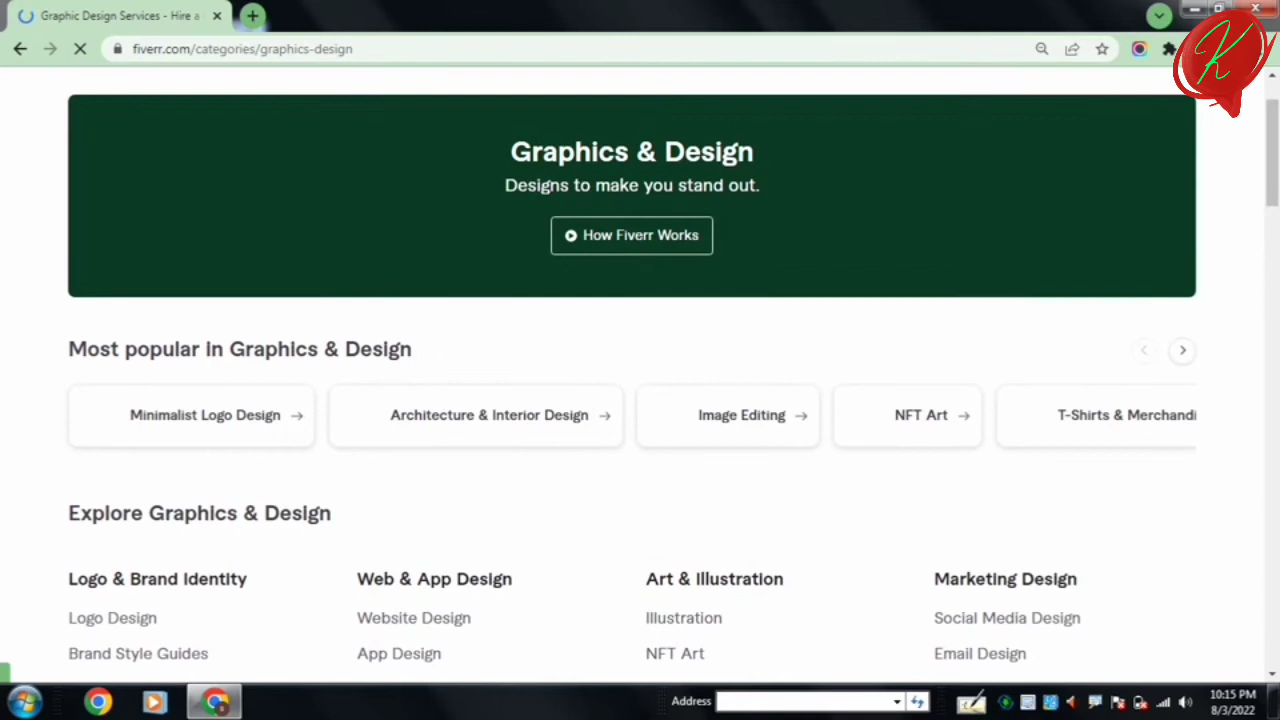 Graphic Design Services - Hire a
fiverr.com/categories/graphics-design
K
Graphics & Design
Designs to make you stand out.
How Fiverr Works
Most popular in Graphics & Design
Minimalist Logo Design →
Architecture & Interior Design →
Image Editing →
NFT Art →
T-Shirts & Merchandi
Explore Graphics & Design
Logo & Brand Identity
Logo Design
Brand Style Guides
Web & App Design
Website Design
App Design
Art & Illustration
Illustration
NFT Art
Marketing Design
Social Media Design
Email Design
Address
10:15 PM
8/3/2022